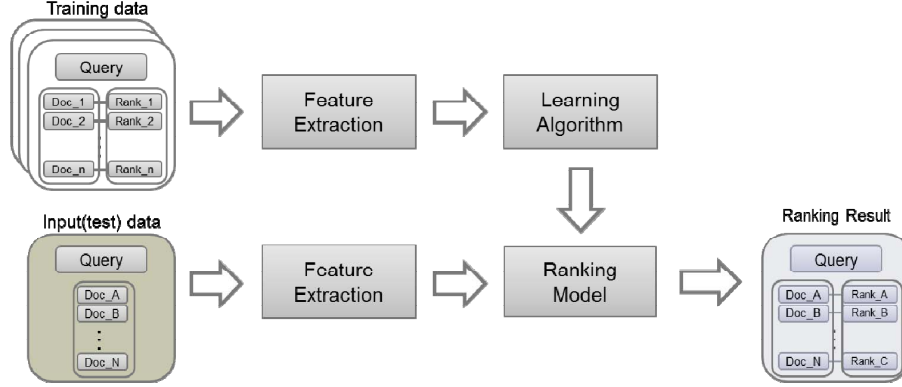 Training data
Query
Doc_1 Rank_1
Doc_2 Rank_2
Doc_n Rank_n
Feature
Extraction
Learning
Algorithm
Input(test) data
Query
Doc_A
Doc_B
Doc_N
Feature
Extraction
Ranking
Model
Ranking Result
Query
Doc_A Rank_A
Doc_B Rank_B
Doc_N Rank_C